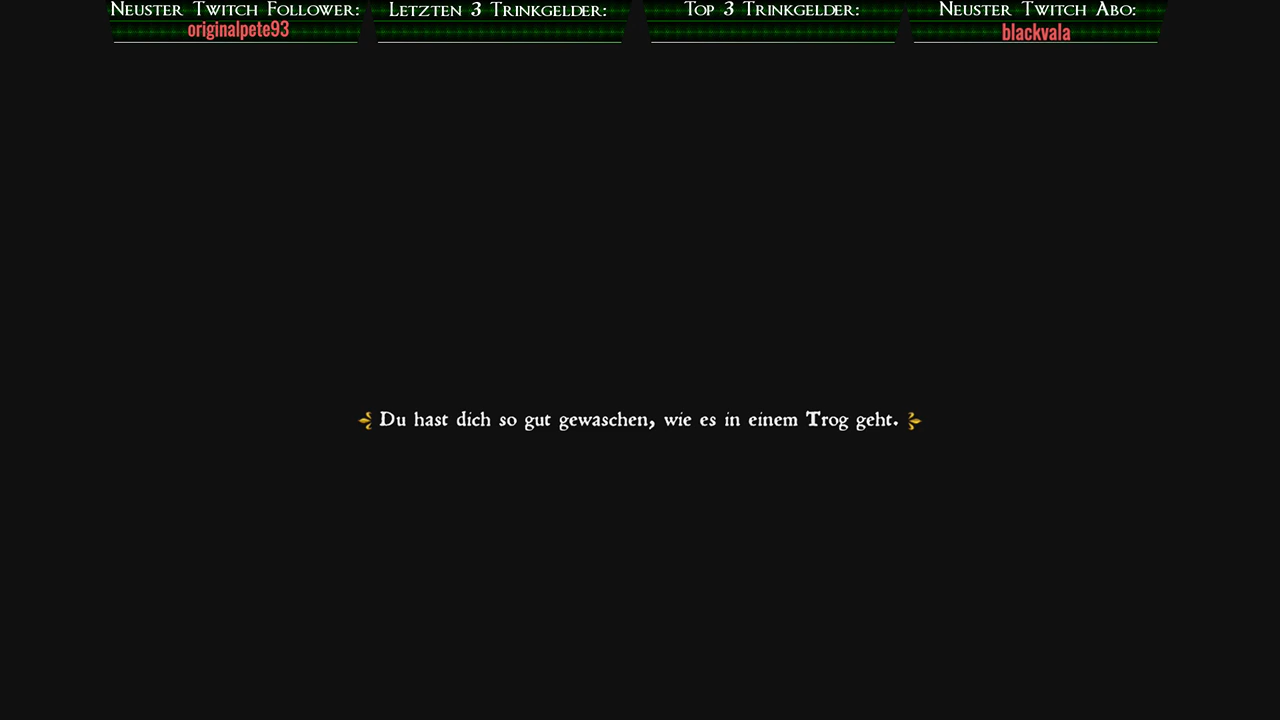 Neuster Twitch Follower:
originalpete93
Letzten 3 Trinkgelder:
Top 3 Trinkgelder:
Neuster Twitch Abo:
blackvala
Du hast dich so gut gewaschen, wie es in einem Trog geht.